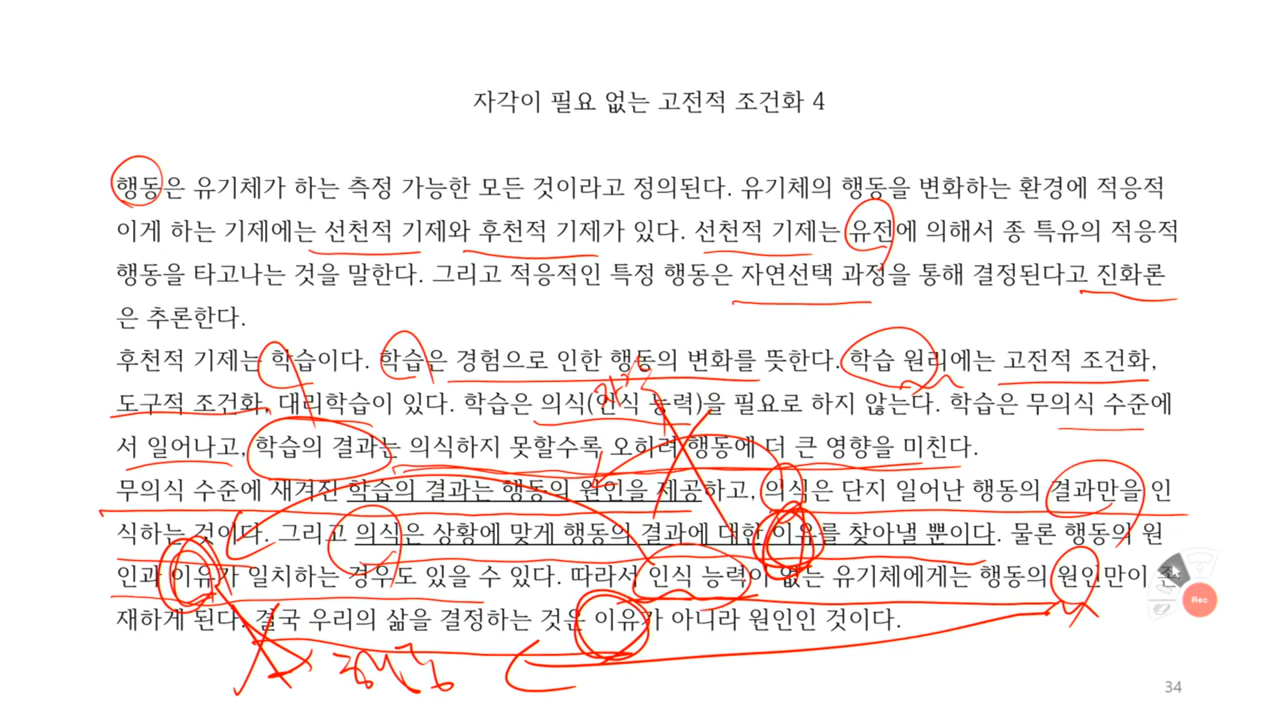 자각이 필요 없는 고전적 조건화 4
행동은 유기체가 하는 측정 가능한 모든 것이라고 정의된다. 유기체의 행동을 변화하는 환경에 적응적
이게 하는 기제에는 선천적 기제와 후천적 기제가 있다. 선천적 기제는 유전에 의해서 종 특유의 적응적
행동을 타고나는 것을 말한다. 그리고 적응적인 특정 행동은 자연선택 과정을 통해 결정된다고 진화론
은 추론한다.
후천적 기제는 학습이다. 학습은 경험으로 인한 행동의 변화를 뜻한다. 학습 원리에는 고전적 조건화,
도구적 조건화, 대리학습이 있다. 학습은 의식(인식 능력)을 필요로 하지 않는다. 학습은 무의식 수준에
서 일어나고, 학습의 결과는 의식하지 못할수록 오히려 행동에 더 큰 영향을 미친다.
무의식 수준에 새겨진 학습의 결과는 행동의 원인을 제공하고, 의식은 단지 일어난 행동의 결과만을 인
식하는 것이다. 그리고 의식은 상황에 맞게 행동의 결과에 대한 이유를 찾아낼 뿐이다. 물론 행동의 원
인과 이유가 일치하는 경우도 있을 수 있다. 따라서 인식 능력이 없는 유기체에게는 행동의 원인만이 존
재하게 된다. 결국 우리의 삶을 결정하는 것은 이유가 아니라 원인인 것이다.
Rec
34